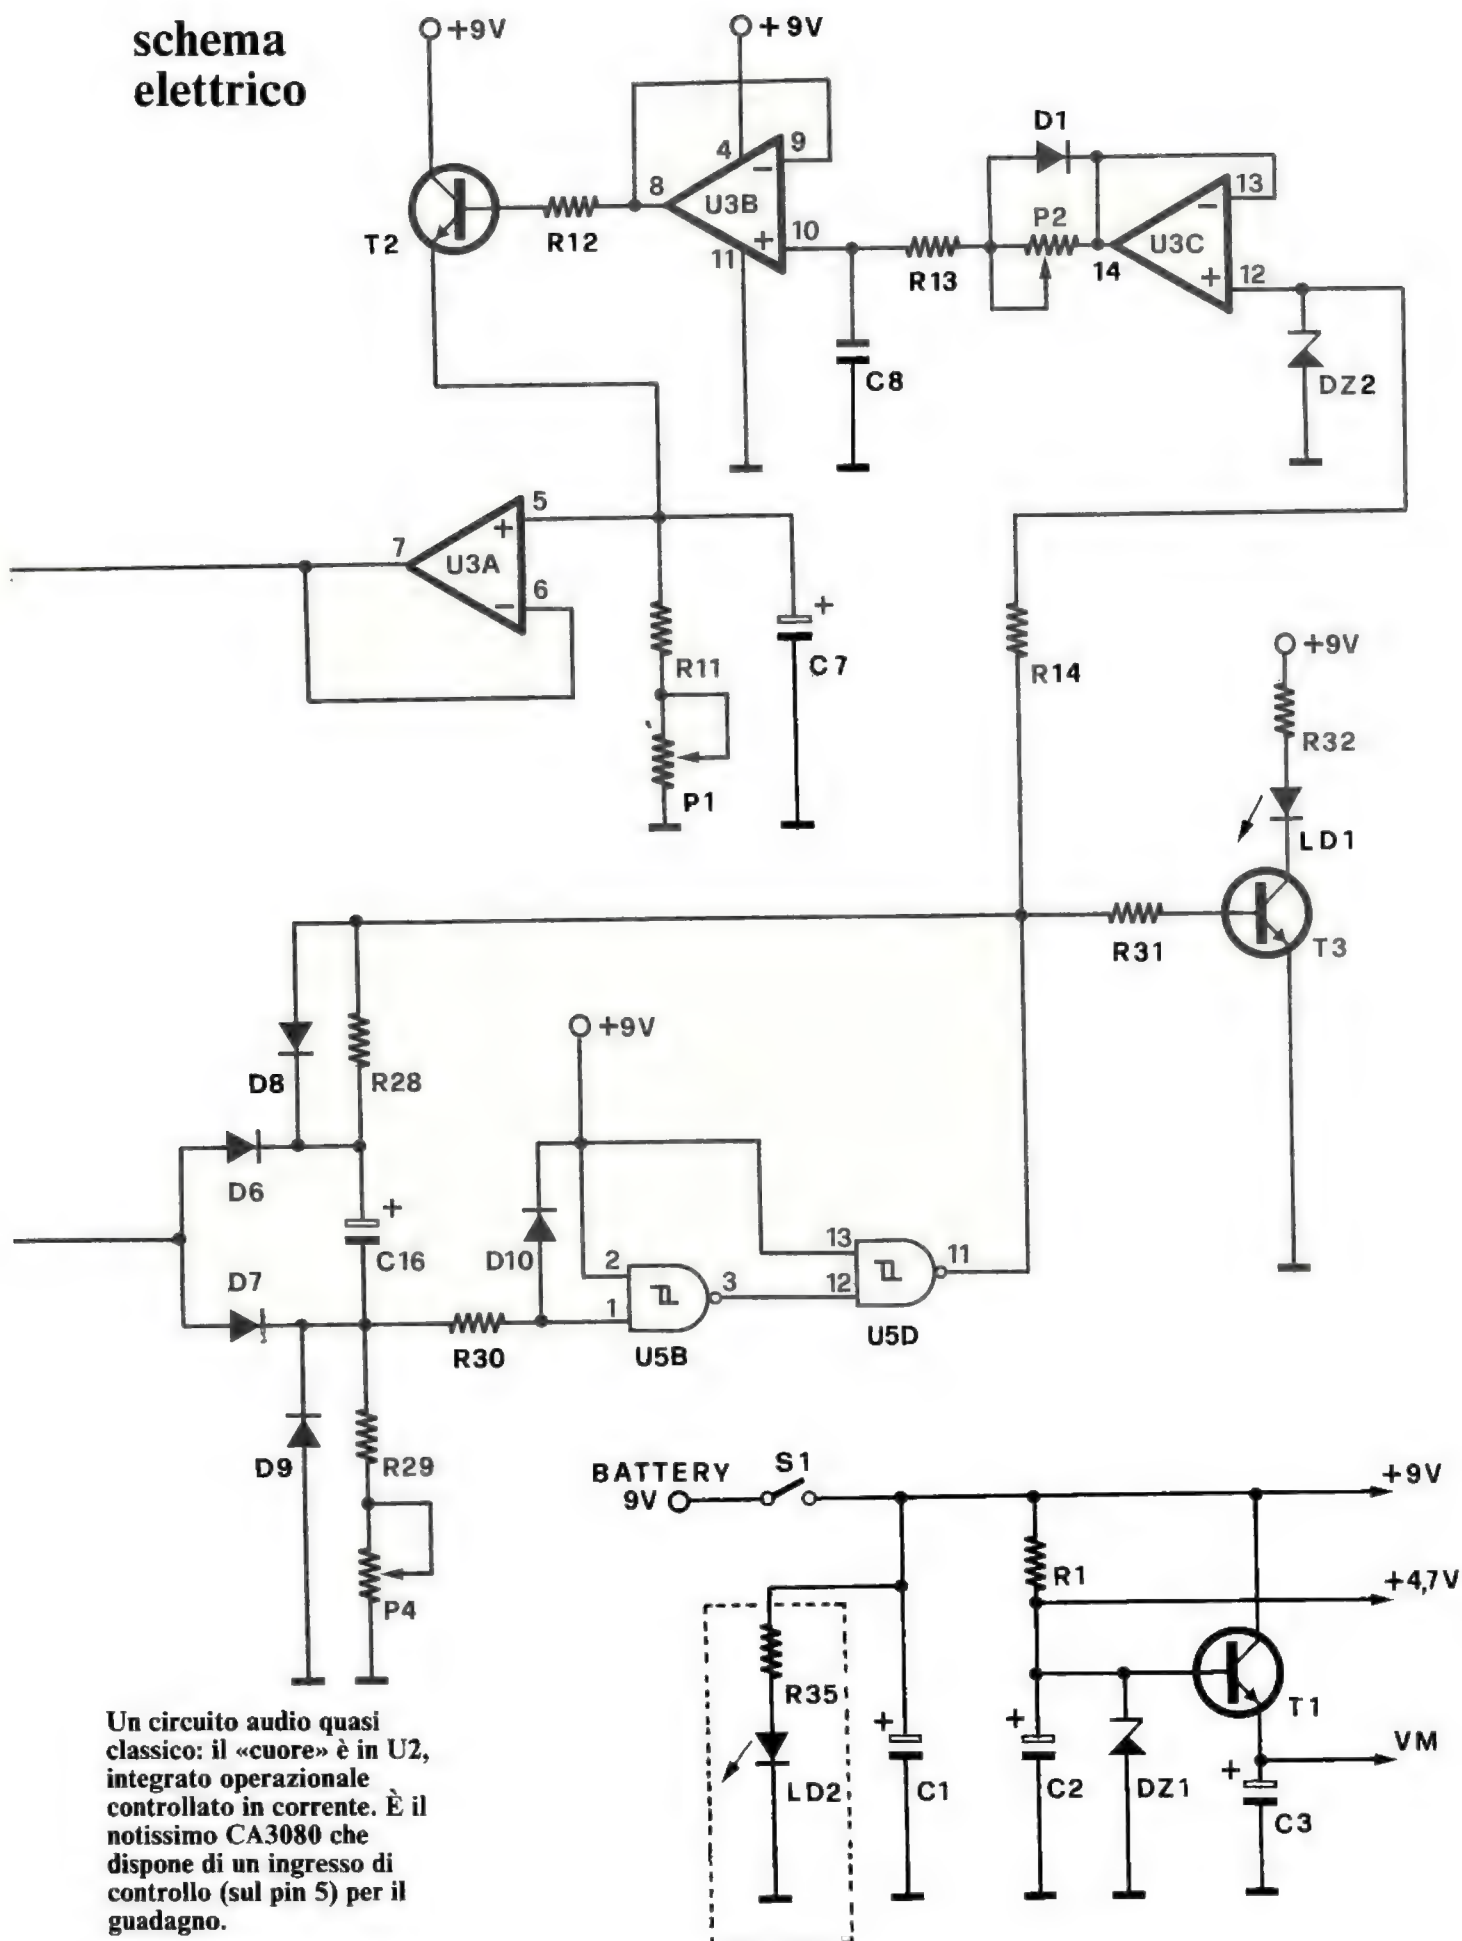 schema
elettrico
+9V
+9V
T2
R12
8
4
9
U3B
−
+
10
11
R13
D1
P2
14
13
U3C
−
+
12
C8
DZ2
7
5
+
U3A
6
−
R11
+
C7
P1
R14
+9V
R32
LD1
R31
T3
D8
R28
+9V
D6
+
C16
D7
D10
2
1
3
U5B
13
12
11
U5D
R30
D9
R29
P4
BATTERY
9V
S1
+9V
R1
+4,7V
R35
LD2
+
C1
+
C2
DZ1
T1
VM
+
C3
Un circuito audio quasi
classico: il «cuore» è in U2,
integrato operazionale
controllato in corrente. È il
notissimo CA3080 che
dispone di un ingresso di
controllo (sul pin 5) per il
guadagno.